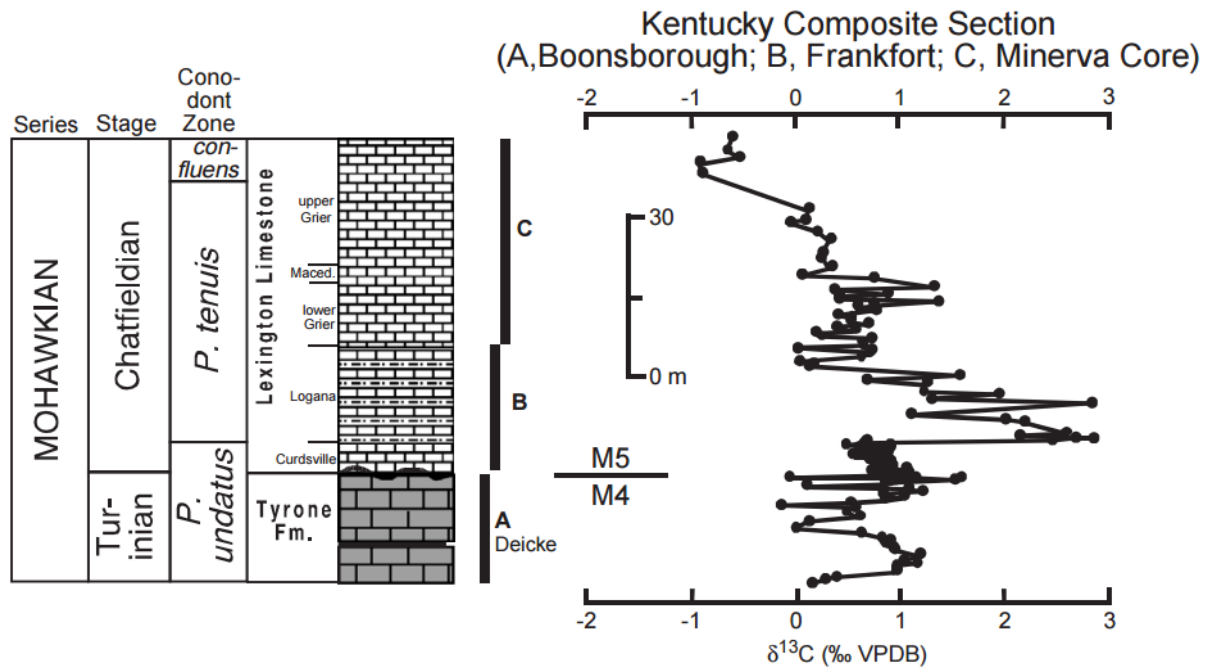 Kentucky Composite Section
(A,Boonsborough; B, Frankfort; C, Minerva Core)
Series
Stage
Cono-
dont
Zone
MOHAWKIAN
Chatfieldian
Tur-
inian
con-
fluens
P. tenuis
P.
undatus
Lexington Limestone
upper
Grier
Maced.
lower
Grier
Logana
Curdsville
Tyrone
Fm.
C
B
A
Deicke
-2 -1 0 1 2 3
30
0 m
M5
M4
-2 -1 0 1 2 3
δ13C (‰ VPDB)